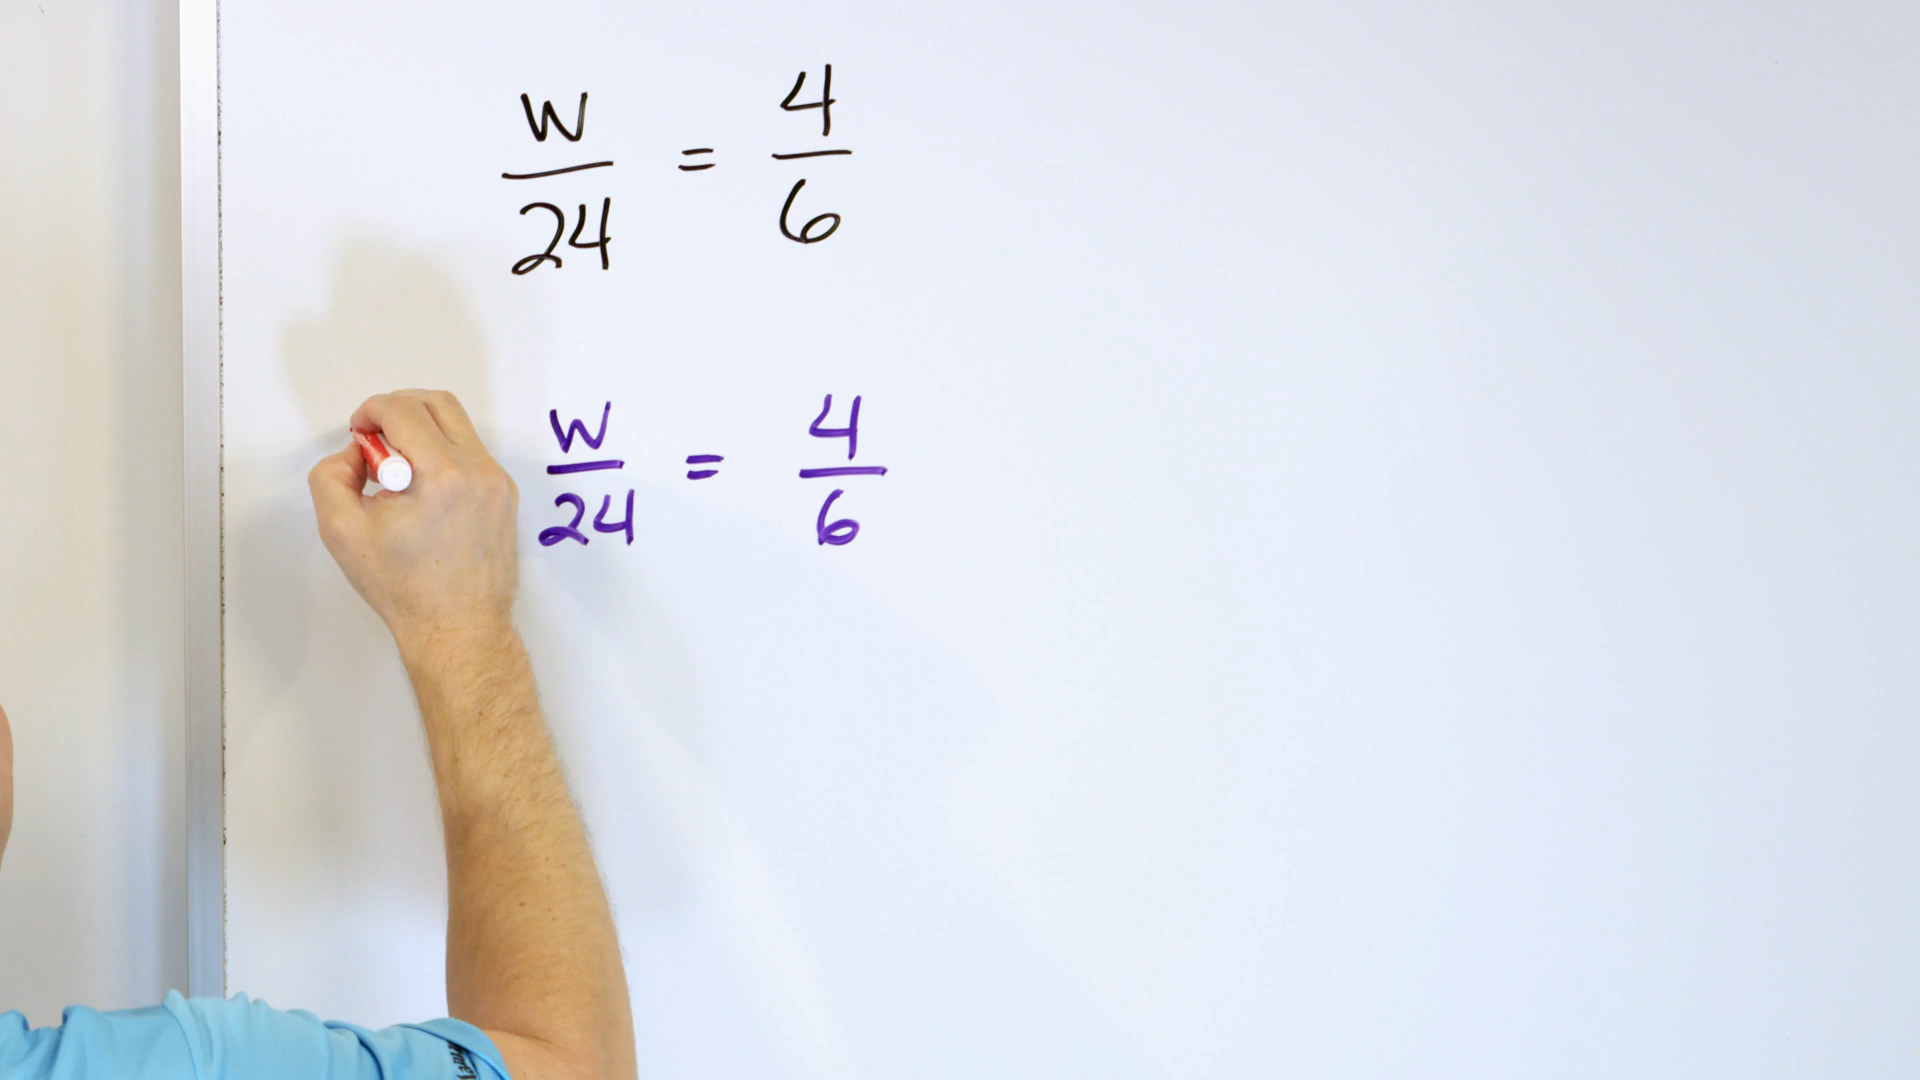 w/24 = 4/6
w/24 = 4/6